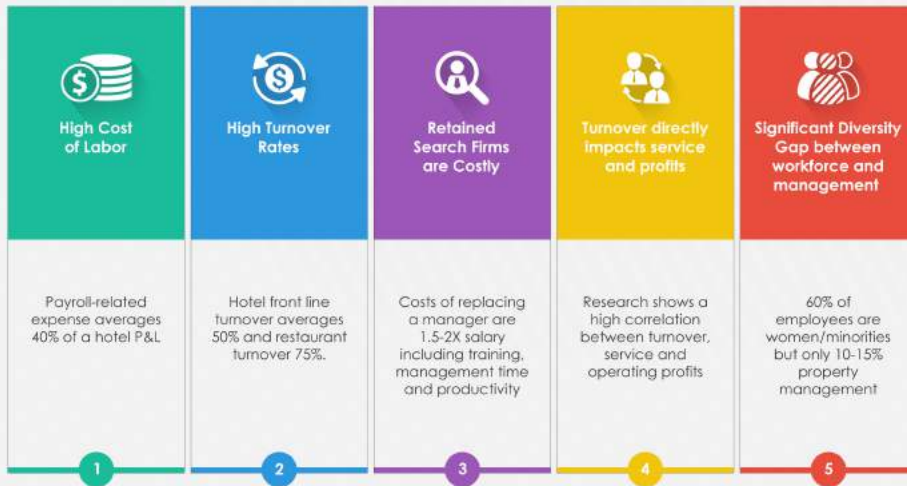 High Cost
of Labor
Payroll-related
expense averages
40% of a hotel P&L
1
High Turnover
Rates
Hotel front line
turnover averages
50% and restaurant
turnover 75%.
2
Retained
Search Firms
are Costly
Costs of replacing
a manager are
1.5-2X salary
including training,
management time
and productivity
3
Turnover directly
impacts service
and profits
Research shows a
high correlation
between turnover,
service and
operating profits
4
Significant Diversity
Gap between
workforce and
management
60% of
employees are
women/minorities
but only 10-15%
property
management
5